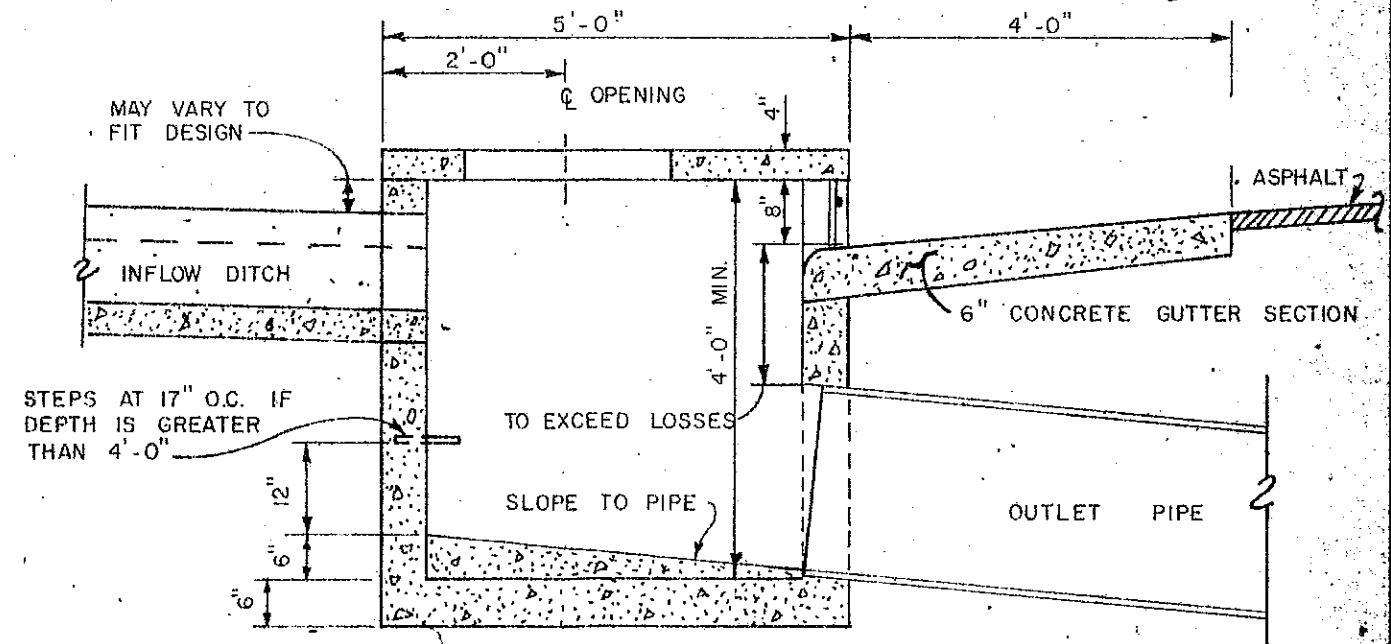 5'-0"
4'-0"
2'-0"
℄ OPENING
4"
MAY VARY TO
FIT DESIGN
8"
ASPHALT
INFLOW DITCH
4'-0" MIN.
6" CONCRETE GUTTER SECTION
STEPS AT 17" O.C. IF
DEPTH IS GREATER
THAN 4'-0"
TO EXCEED LOSSES
12"
SLOPE TO PIPE
OUTLET PIPE
6"
6"